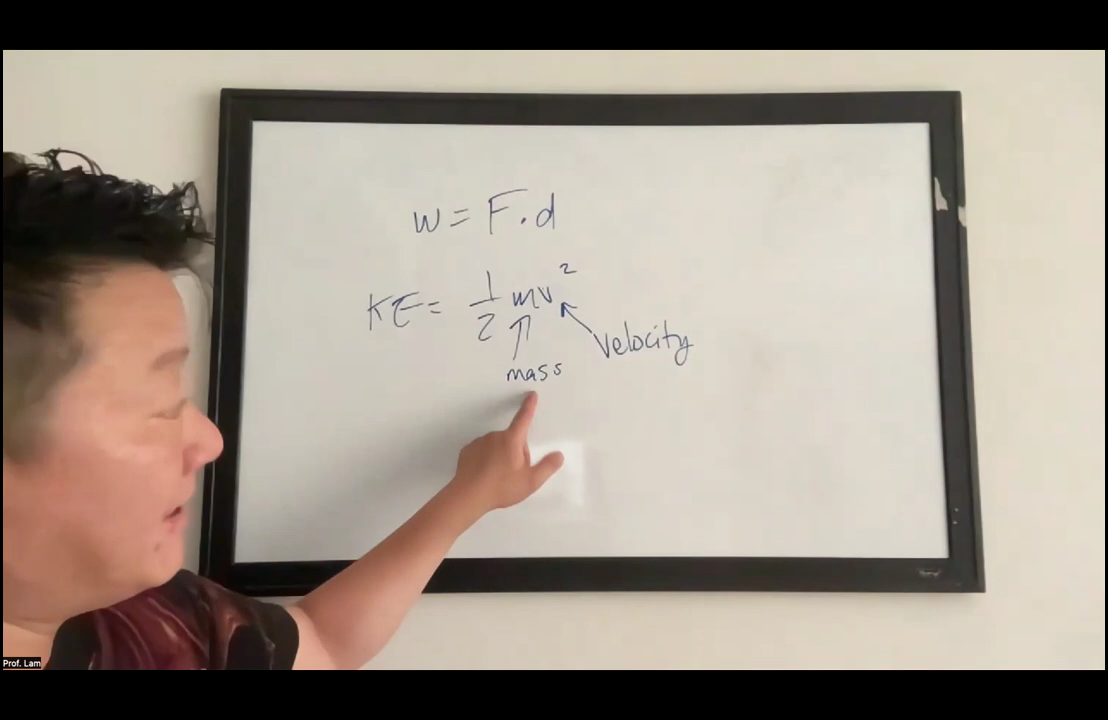 W = F . d
KE = 1/2 mv²
velocity
mass
Prof. Lam